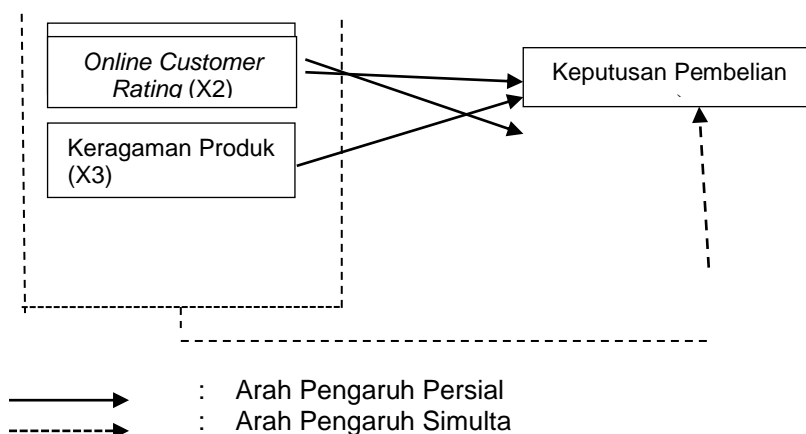 Online Customer
Rating (X2)
Keputusan Pembelian
Keragaman Produk
(X3)
: Arah Pengaruh Persial
: Arah Pengaruh Simulta